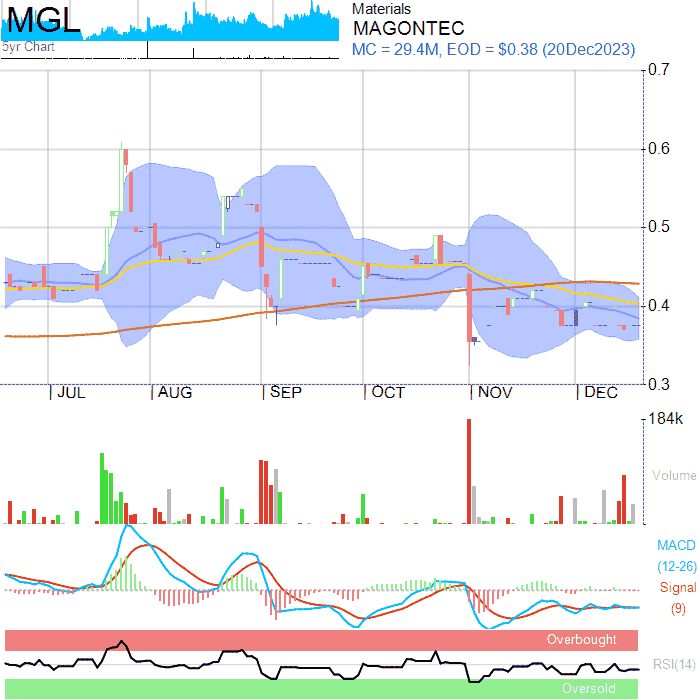 MGL
5yr Chart
Materials
MAGONTEC
MC = 29.4M, EOD = $0.38 (20Dec2023)
0.7
0.6
0.5
0.4
0.3
JUL AUG SEP OCT NOV DEC
184k
Volume
MACD
(12-26)
Signal
(9)
Overbought
RSI(14)
Oversold